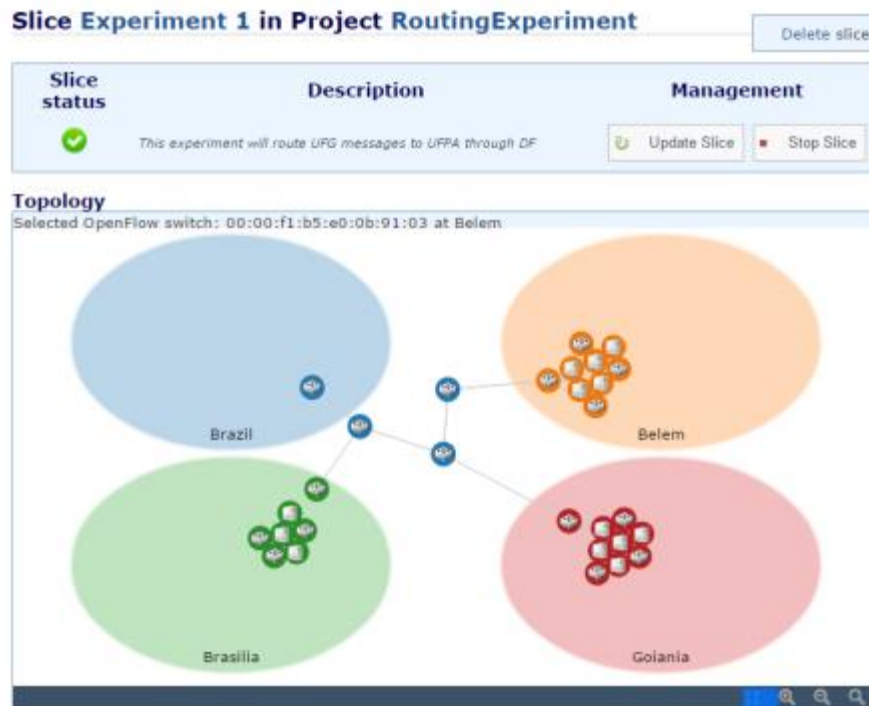 Slice Experiment 1 in Project RoutingExperiment
Delete slice
Slice status
Description
Management
This experiment will route UFG messages to UFPA through DF
Update Slice
Stop Slice
Topology
Selected OpenFlow switch: 00:00:f1:b5:e0:0b:91:03 at Belem
Brazil
Belem
Brasilia
Goiania